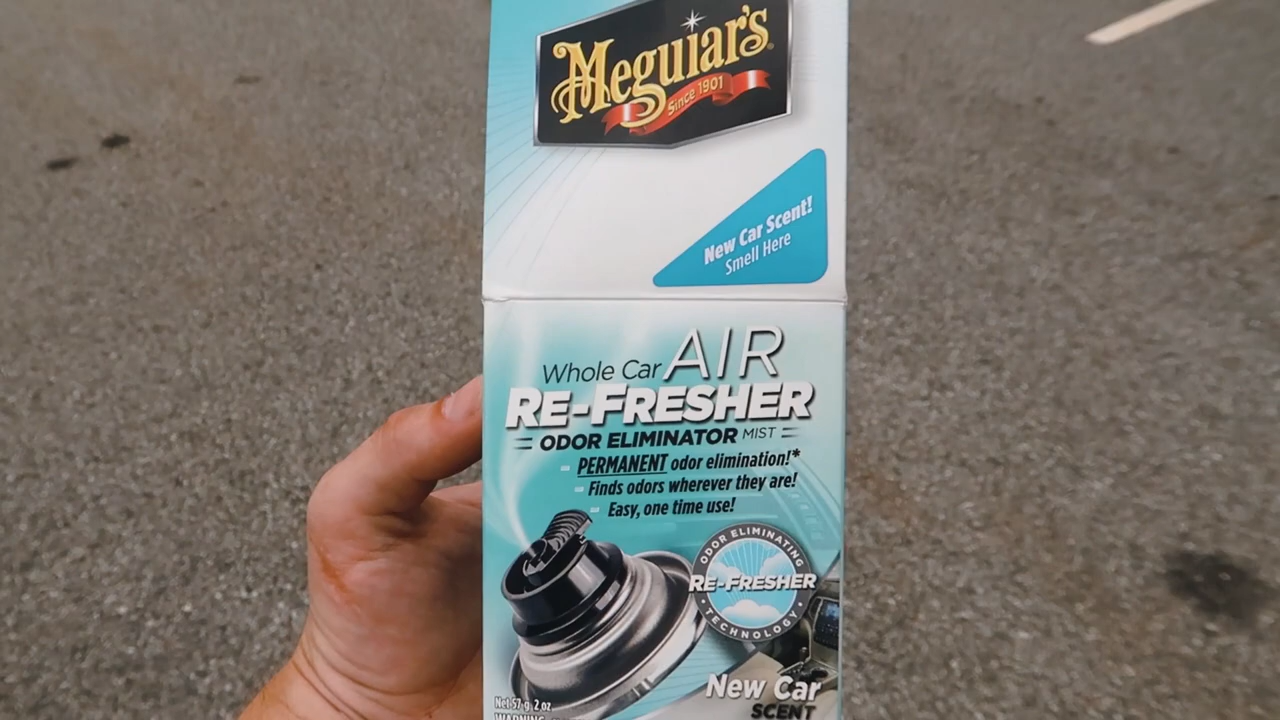 Meguiar's
Since 1901
New Car Scent!
Smell Here
Whole Car AIR
RE-FRESHER
ODOR ELIMINATOR MIST
PERMANENT odor elimination!*
Finds odors wherever they are!
Easy, one time use!
ODOR ELIMINATING
RE-FRESHER
TECHNOLOGY
New Car
SCENT
Net 57 g 2 oz
WARNING